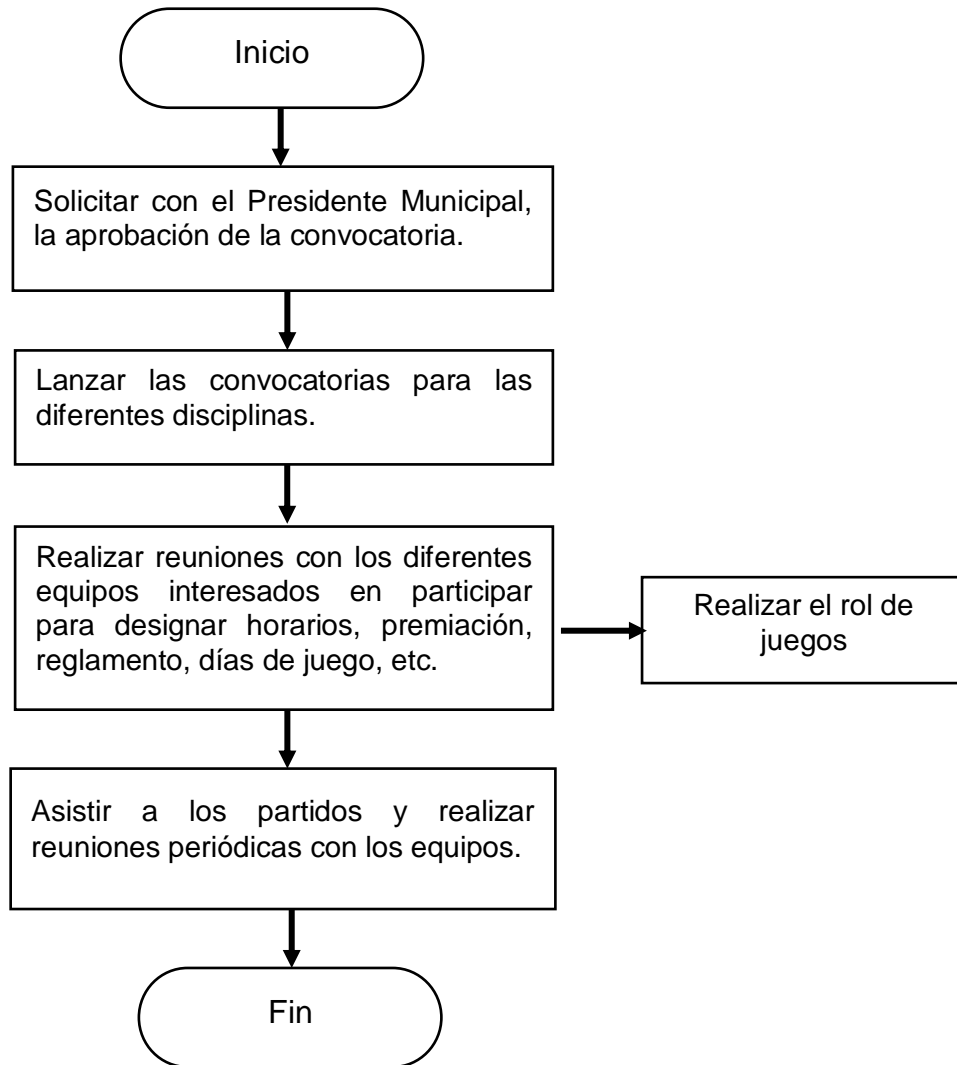 Inicio
Solicitar con el Presidente Municipal,
la aprobación de la convocatoria.
Lanzar las convocatorias para las
diferentes disciplinas.
Realizar reuniones con los diferentes
equipos interesados en participar
para designar horarios, premiación,
reglamento, días de juego, etc.
Realizar el rol de
juegos
Asistir a los partidos y realizar
reuniones periódicas con los equipos.
Fin